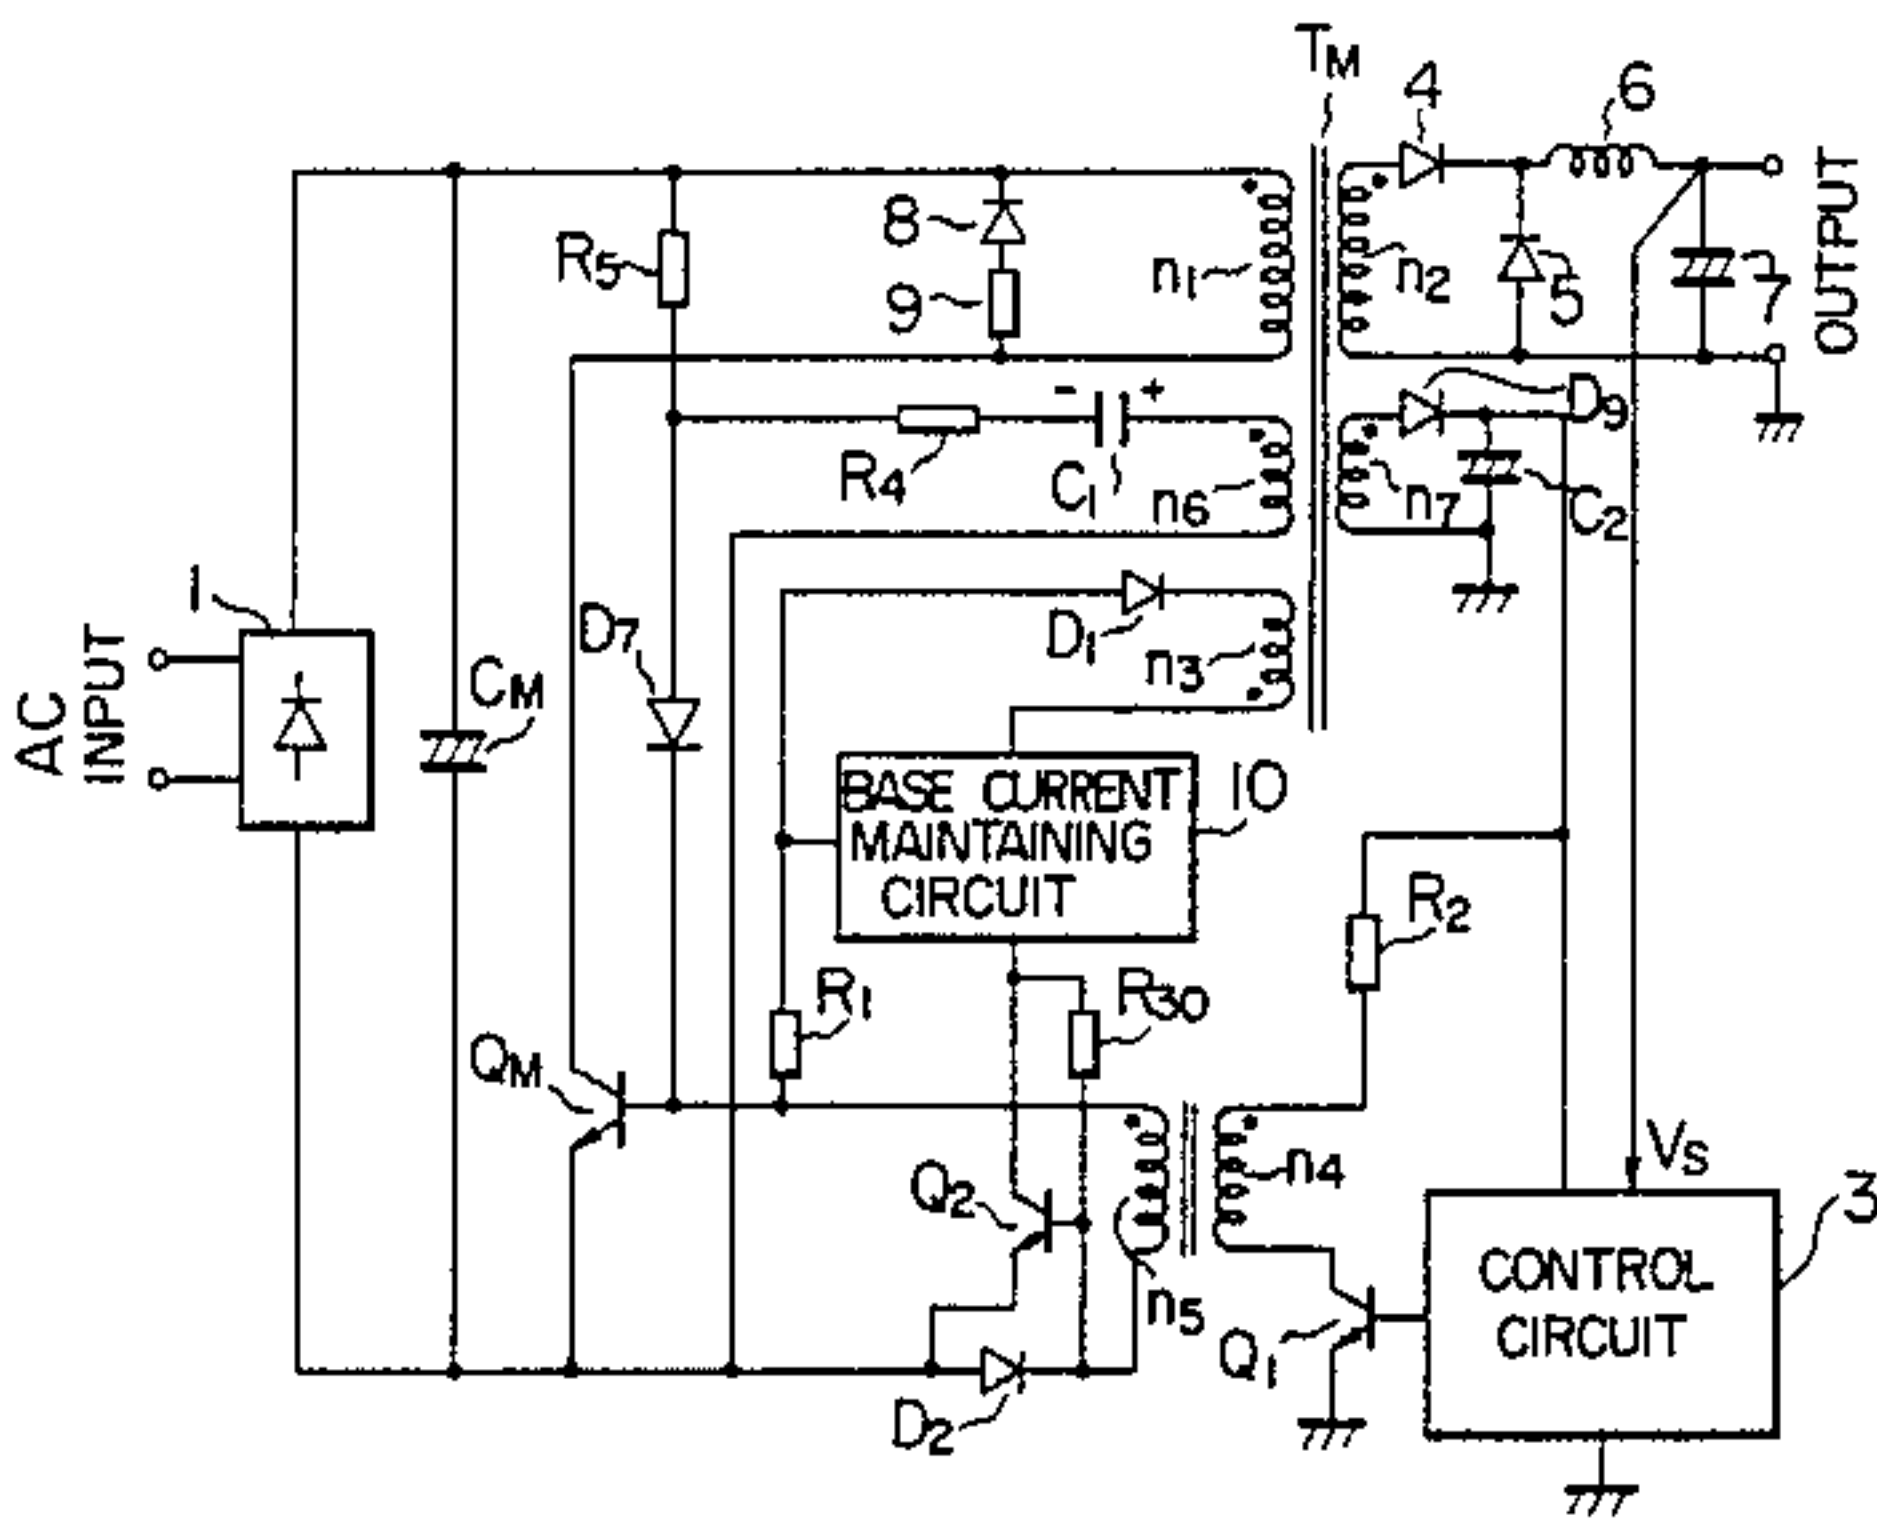 TM
4
6
8
R5
9
n1
n2
5
7
OUTPUT
- +
D9
R4
C1
n6
n7
C2
1
AC
INPUT
D7
D1
n3
CM
BASE CURRENT
MAINTAINING
CIRCUIT
10
R2
R1
R30
QM
Q2
n4
VS
3
n5
CONTROL
CIRCUIT
Q1
D2